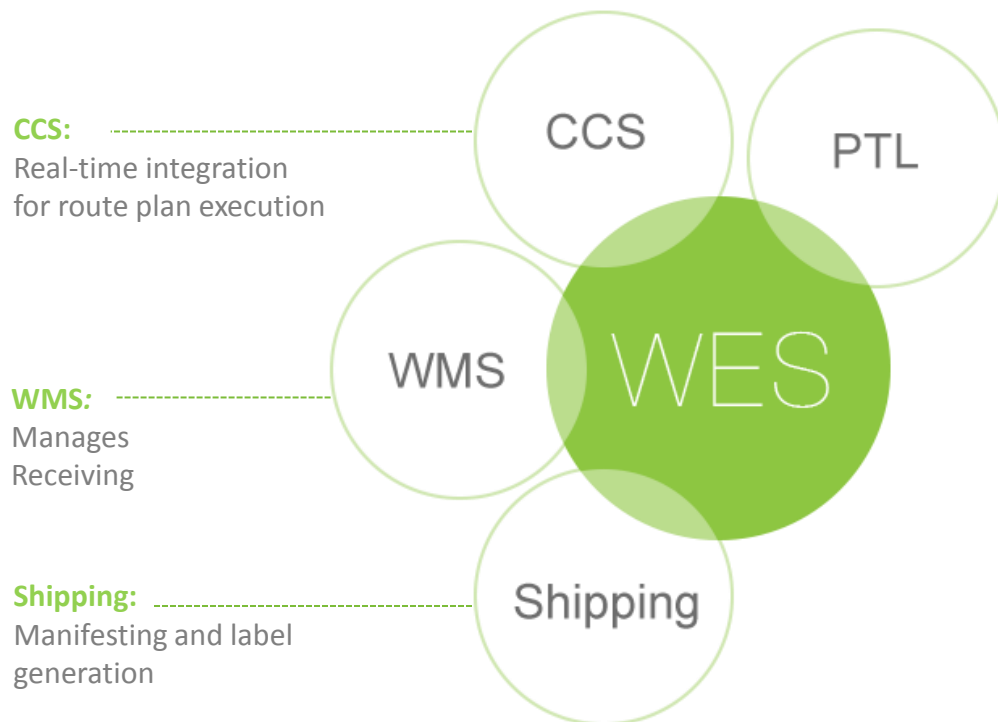 CCS
PTL
CCS:
Real-time integration
for route plan execution
WMS
WES
WMS:
Manages
Receiving
Shipping:
Manifesting and label
generation
Shipping